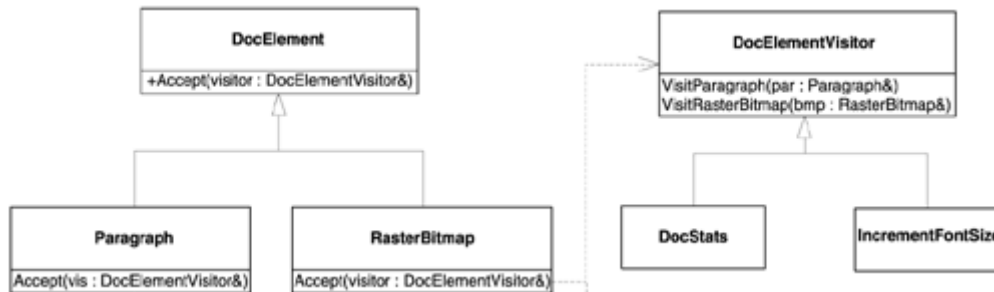 DocElement
+Accept(visitor : DocElementVisitor&)
DocElementVisitor
VisitParagraph(par : Paragraph&)
VisitRasterBitmap(bmp : RasterBitmap&)
Paragraph
Accept(vis : DocElementVisitor&)
RasterBitmap
Accept(visitor : DocElementVisitor&)
DocStats
IncrementFontSize